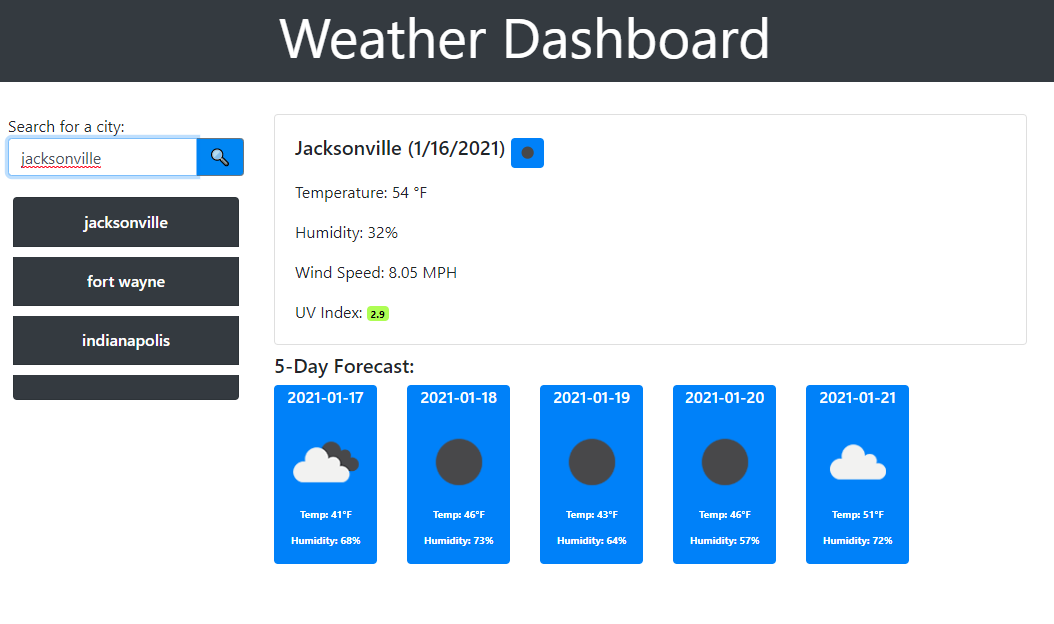 Weather Dashboard
Search for a city:
jacksonville
jacksonville
fort wayne
indianapolis
Jacksonville (1/16/2021)
Temperature: 54 °F
Humidity: 32%
Wind Speed: 8.05 MPH
UV Index: 2.9
5-Day Forecast:
2021-01-17
Temp: 41°F
Humidity: 68%
2021-01-18
Temp: 46°F
Humidity: 73%
2021-01-19
Temp: 43°F
Humidity: 64%
2021-01-20
Temp: 46°F
Humidity: 57%
2021-01-21
Temp: 51°F
Humidity: 72%